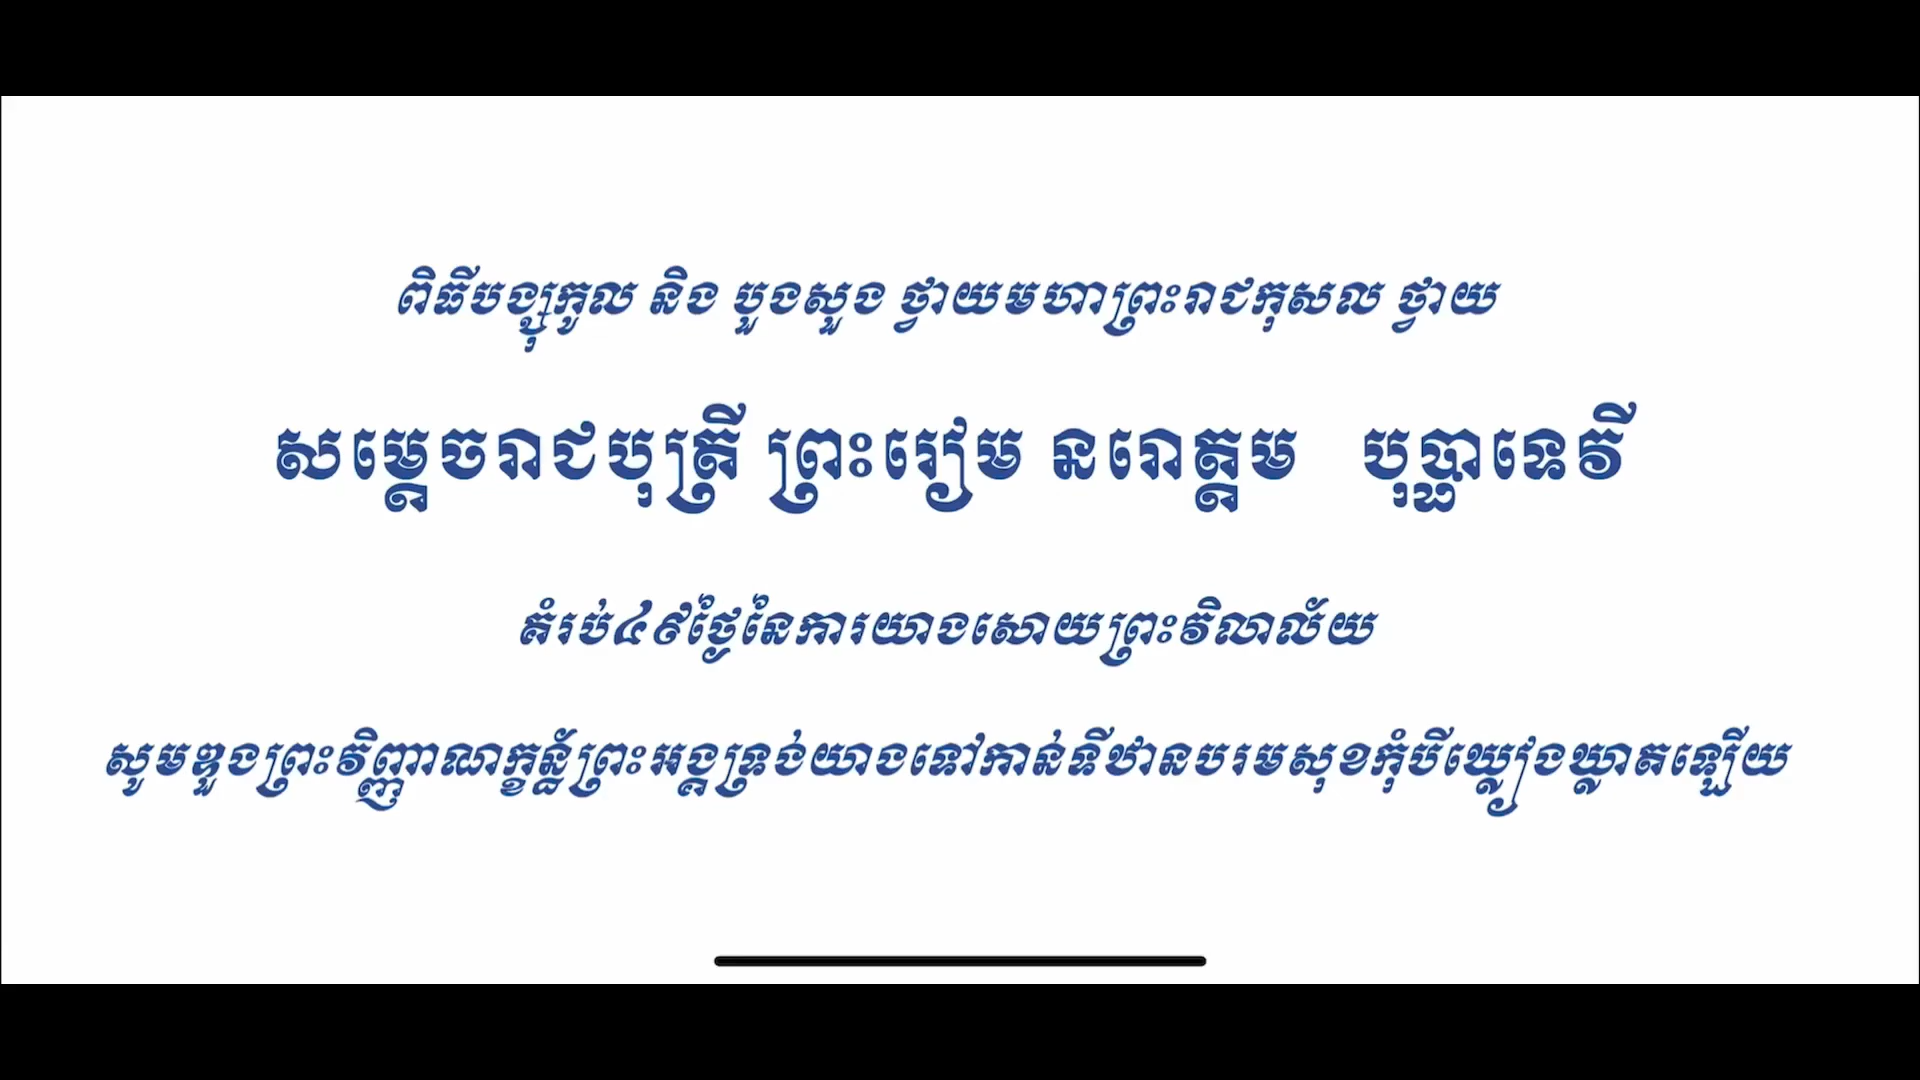 ពិធីបង្សុកូល និង បួងសួង ថ្វាយមហាព្រះរាជកុសល ថ្វាយ
សម្ដេចរាជបុត្រី ព្រះរៀម នរោត្តម បុប្ផាទេវី
គំរប់៤៩ថ្ងៃនៃការយាងសោយព្រះវិលាល័យ
សូមឌួងព្រះវិញ្ញាណក្ខន្ធ័ព្រះអង្គទ្រង់យាងទៅកាន់ទីឋានបរមសុខកុំបីឃ្លៀងឃ្លាតឡើយ